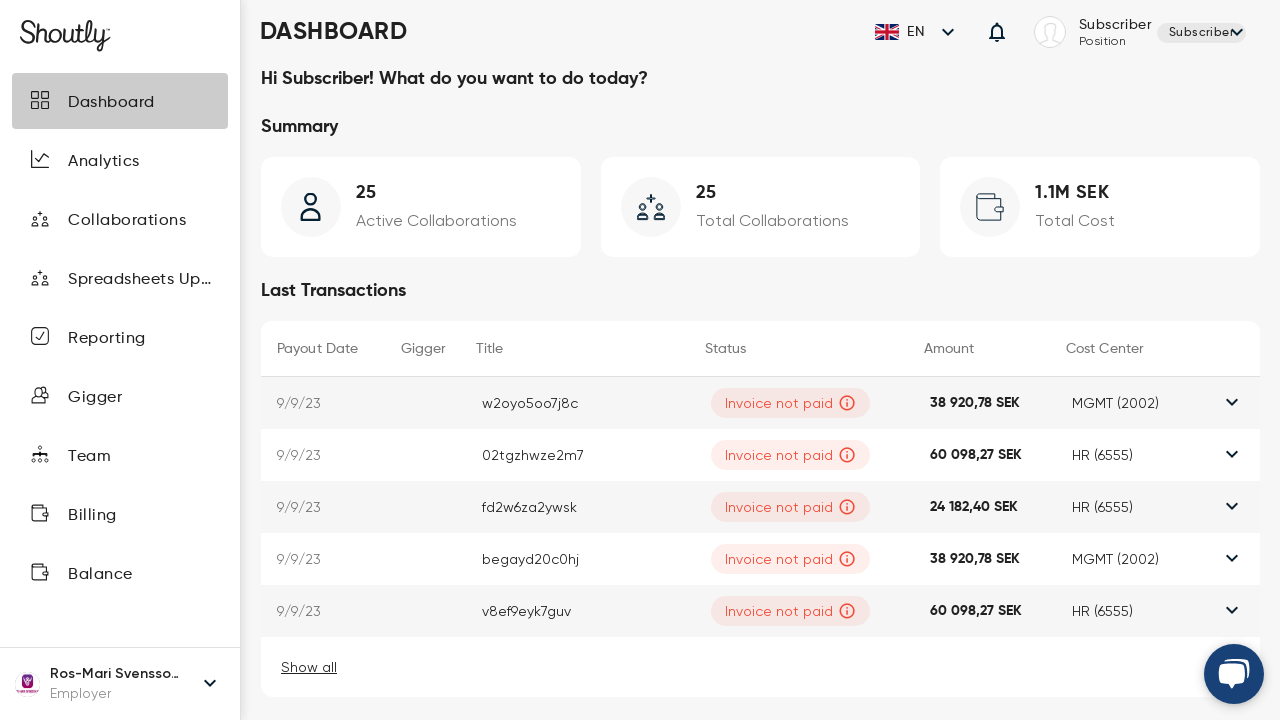 Shoutly
Dashboard
Analytics
Collaborations
Spreadsheets Up...
Reporting
Gigger
Team
Billing
Balance
Ros-Mari Svensso...
Employer
DASHBOARD
EN
Subscriber
Position
Subscriber
Hi Subscriber! What do you want to do today?
Summary
25
Active Collaborations
25
Total Collaborations
1.1M SEK
Total Cost
Last Transactions
Payout Date Gigger Title Status Amount Cost Center
9/9/23 w2oyo5oo7j8c Invoice not paid 38 920,78 SEK MGMT (2002)
9/9/23 02tgzhwze2m7 Invoice not paid 60 098,27 SEK HR (6555)
9/9/23 fd2w6za2ywsk Invoice not paid 24 182,40 SEK HR (6555)
9/9/23 begayd20c0hj Invoice not paid 38 920,78 SEK MGMT (2002)
9/9/23 v8ef9eyk7guv Invoice not paid 60 098,27 SEK HR (6555)
Show all